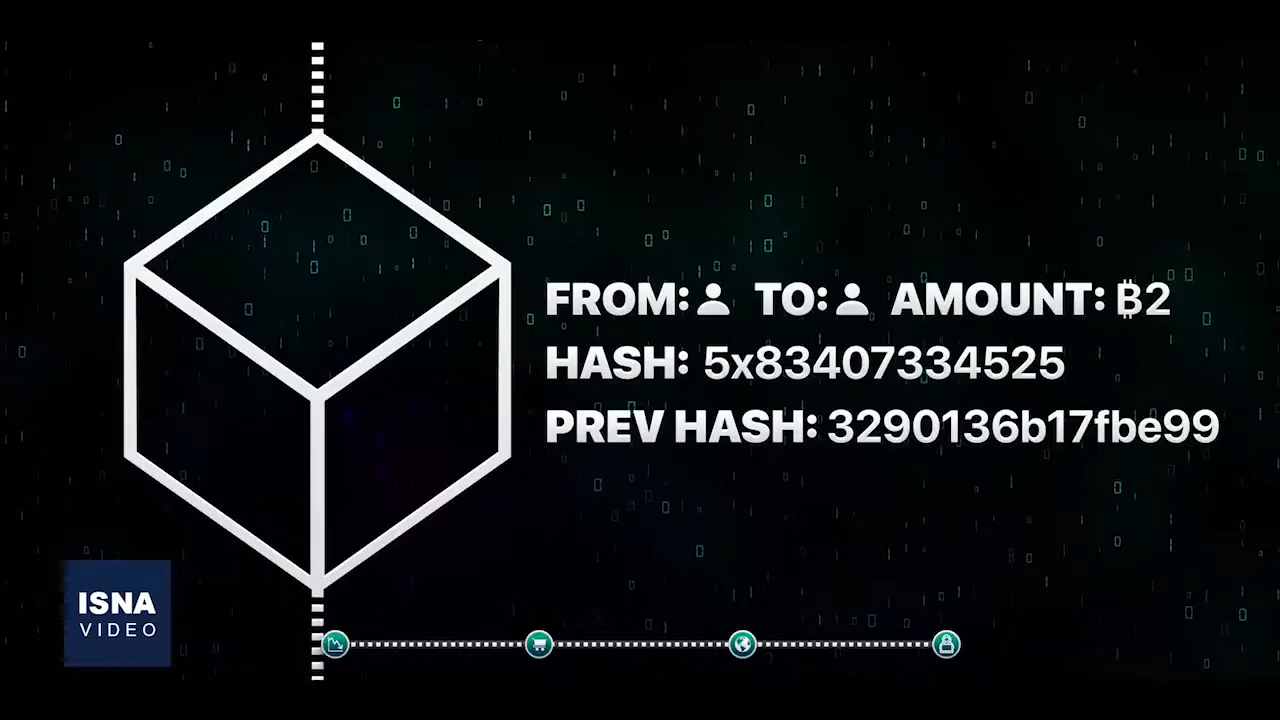 FROM: TO: AMOUNT: ₿2
HASH: 5x83407334525
PREV HASH: 3290136b17fbe99
ISNA
VIDEO